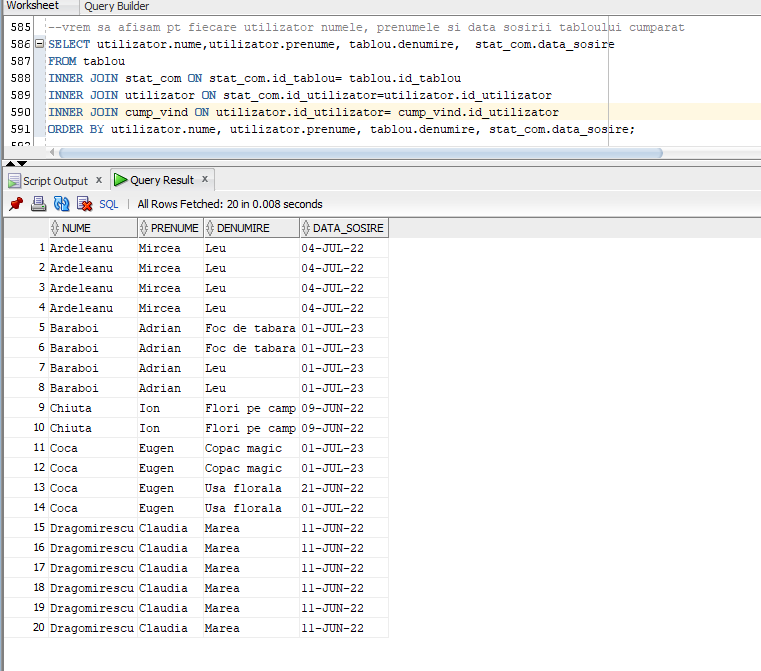 Worksheet Query Builder
585 --vrem sa afisam pt fiecare utilizator numele, prenumele si data sosirii tabloului cumparat
586 SELECT utilizator.nume,utilizator.prenume, tablou.denumire,  stat_com.data_sosire
587 FROM tablou
588 INNER JOIN stat_com ON stat_com.id_tablou= tablou.id_tablou
589 INNER JOIN utilizator ON stat_com.id_utilizator=utilizator.id_utilizator
590 INNER JOIN cump_vind ON utilizator.id_utilizator= cump_vind.id_utilizator
591 ORDER BY utilizator.nume, utilizator.prenume, tablou.denumire, stat_com.data_sosire;
592
Script Output x Query Result x
SQL | All Rows Fetched: 20 in 0.008 seconds
NUME PRENUME DENUMIRE DATA_SOSIRE
1 Ardeleanu Mircea Leu 04-JUL-22
2 Ardeleanu Mircea Leu 04-JUL-22
3 Ardeleanu Mircea Leu 04-JUL-22
4 Ardeleanu Mircea Leu 04-JUL-22
5 Baraboi Adrian Foc de tabara 01-JUL-23
6 Baraboi Adrian Foc de tabara 01-JUL-23
7 Baraboi Adrian Leu 01-JUL-23
8 Baraboi Adrian Leu 01-JUL-23
9 Chiuta Ion Flori pe camp 09-JUN-22
10 Chiuta Ion Flori pe camp 09-JUN-22
11 Coca Eugen Copac magic 01-JUL-23
12 Coca Eugen Copac magic 01-JUL-23
13 Coca Eugen Usa florala 21-JUN-22
14 Coca Eugen Usa florala 01-JUL-22
15 Dragomirescu Claudia Marea 11-JUN-22
16 Dragomirescu Claudia Marea 11-JUN-22
17 Dragomirescu Claudia Marea 11-JUN-22
18 Dragomirescu Claudia Marea 11-JUN-22
19 Dragomirescu Claudia Marea 11-JUN-22
20 Dragomirescu Claudia Marea 11-JUN-22